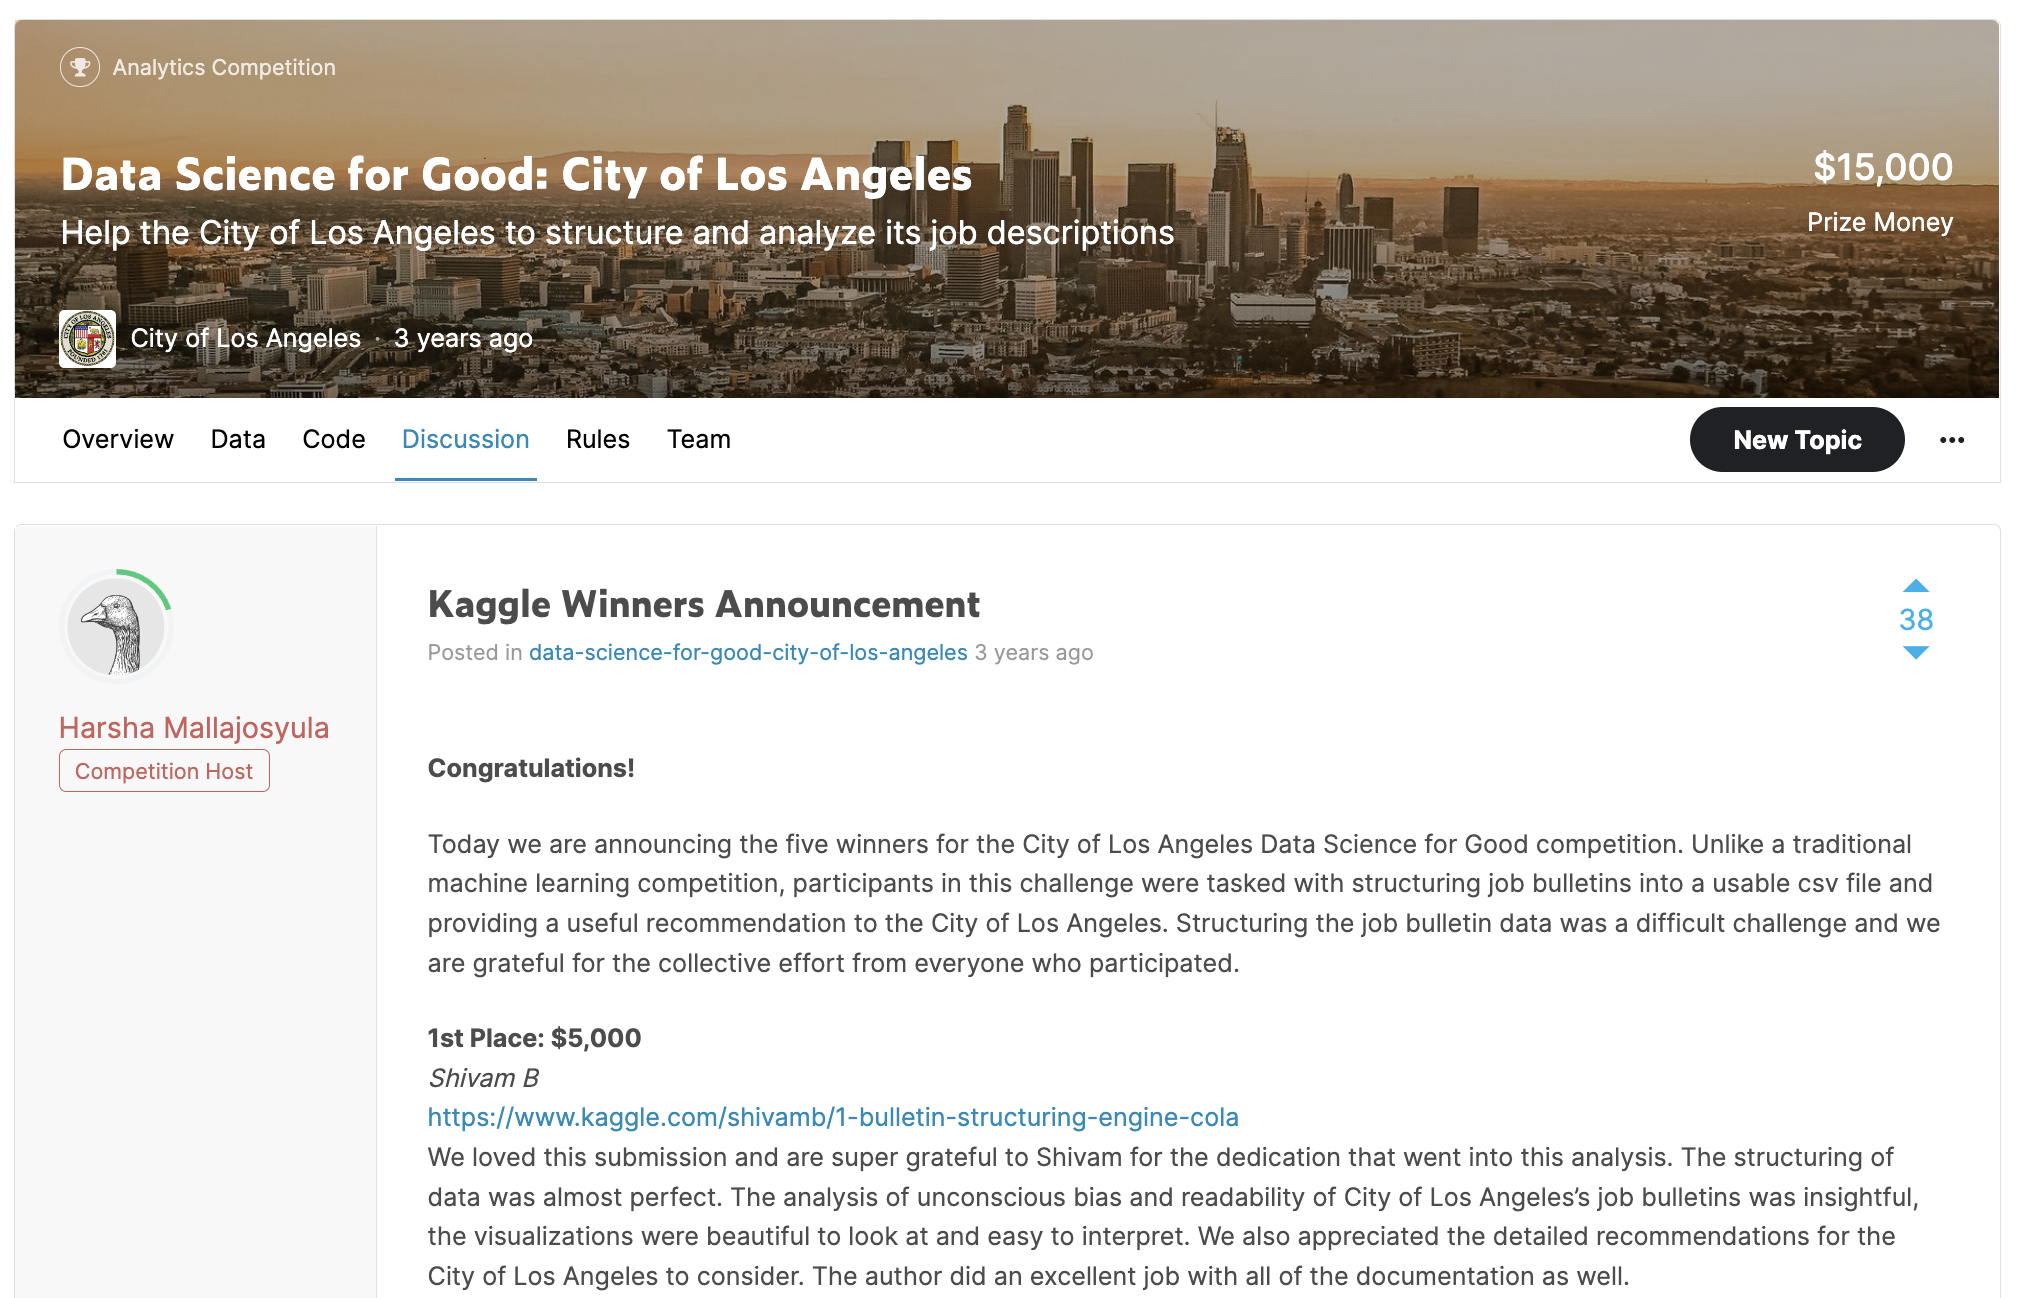 Analytics Competition
Data Science for Good: City of Los Angeles
Help the City of Los Angeles to structure and analyze its job descriptions
$15,000
Prize Money
City of Los Angeles · 3 years ago
Overview Data Code Discussion Rules Team
New Topic
Harsha Mallajosyula
Competition Host
Kaggle Winners Announcement
Posted in data-science-for-good-city-of-los-angeles 3 years ago
38
Congratulations!
Today we are announcing the five winners for the City of Los Angeles Data Science for Good competition. Unlike a traditional
machine learning competition, participants in this challenge were tasked with structuring job bulletins into a usable csv file and
providing a useful recommendation to the City of Los Angeles. Structuring the job bulletin data was a difficult challenge and we
are grateful for the collective effort from everyone who participated.
1st Place: $5,000
Shivam B
https://www.kaggle.com/shivamb/1-bulletin-structuring-engine-cola
We loved this submission and are super grateful to Shivam for the dedication that went into this analysis. The structuring of
data was almost perfect. The analysis of unconscious bias and readability of City of Los Angeles’s job bulletins was insightful,
the visualizations were beautiful to look at and easy to interpret. We also appreciated the detailed recommendations for the
City of Los Angeles to consider. The author did an excellent job with all of the documentation as well.